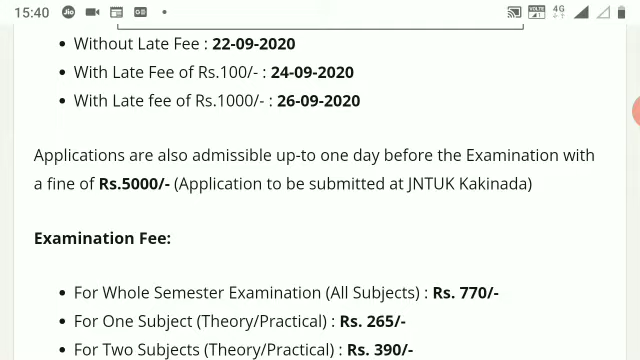 15:40
Jio
VOLTE
4G
Without Late Fee : 22-09-2020
With Late Fee of Rs.100/- : 24-09-2020
With Late fee of Rs.1000/- : 26-09-2020
Applications are also admissible up-to one day before the Examination with
a fine of Rs.5000/- (Application to be submitted at JNTUK Kakinada)
Examination Fee:
For Whole Semester Examination (All Subjects) : Rs. 770/-
For One Subject (Theory/Practical) : Rs. 265/-
For Two Subjects (Theory/Practical) : Rs. 390/-